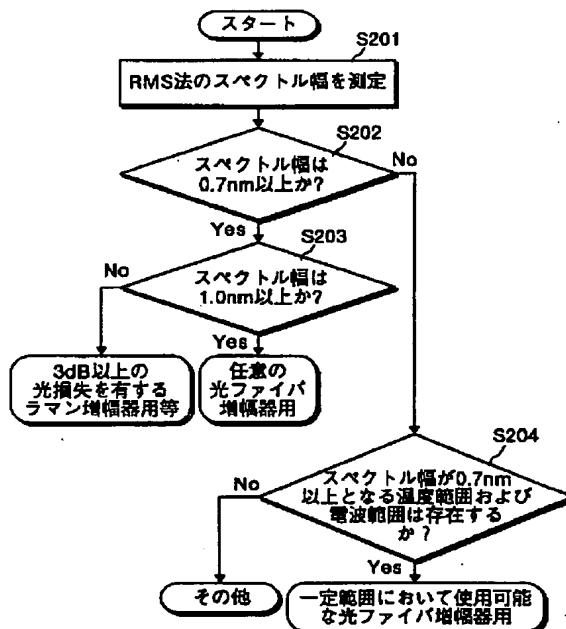 スタート
S201
RMS法のスペクトル幅を測定
S202
スペクトル幅は
0.7nm以上か?
No
Yes
S203
スペクトル幅は
1.0nm以上か?
No
Yes
3dB以上の
光損失を有する
ラマン増幅器用等
任意の
光ファイバ
増幅器用
S204
スペクトル幅が0.7nm
以上となる温度範囲および
電波範囲は存在する
か?
No
Yes
その他
一定範囲において使用可能
な光ファイバ増幅器用